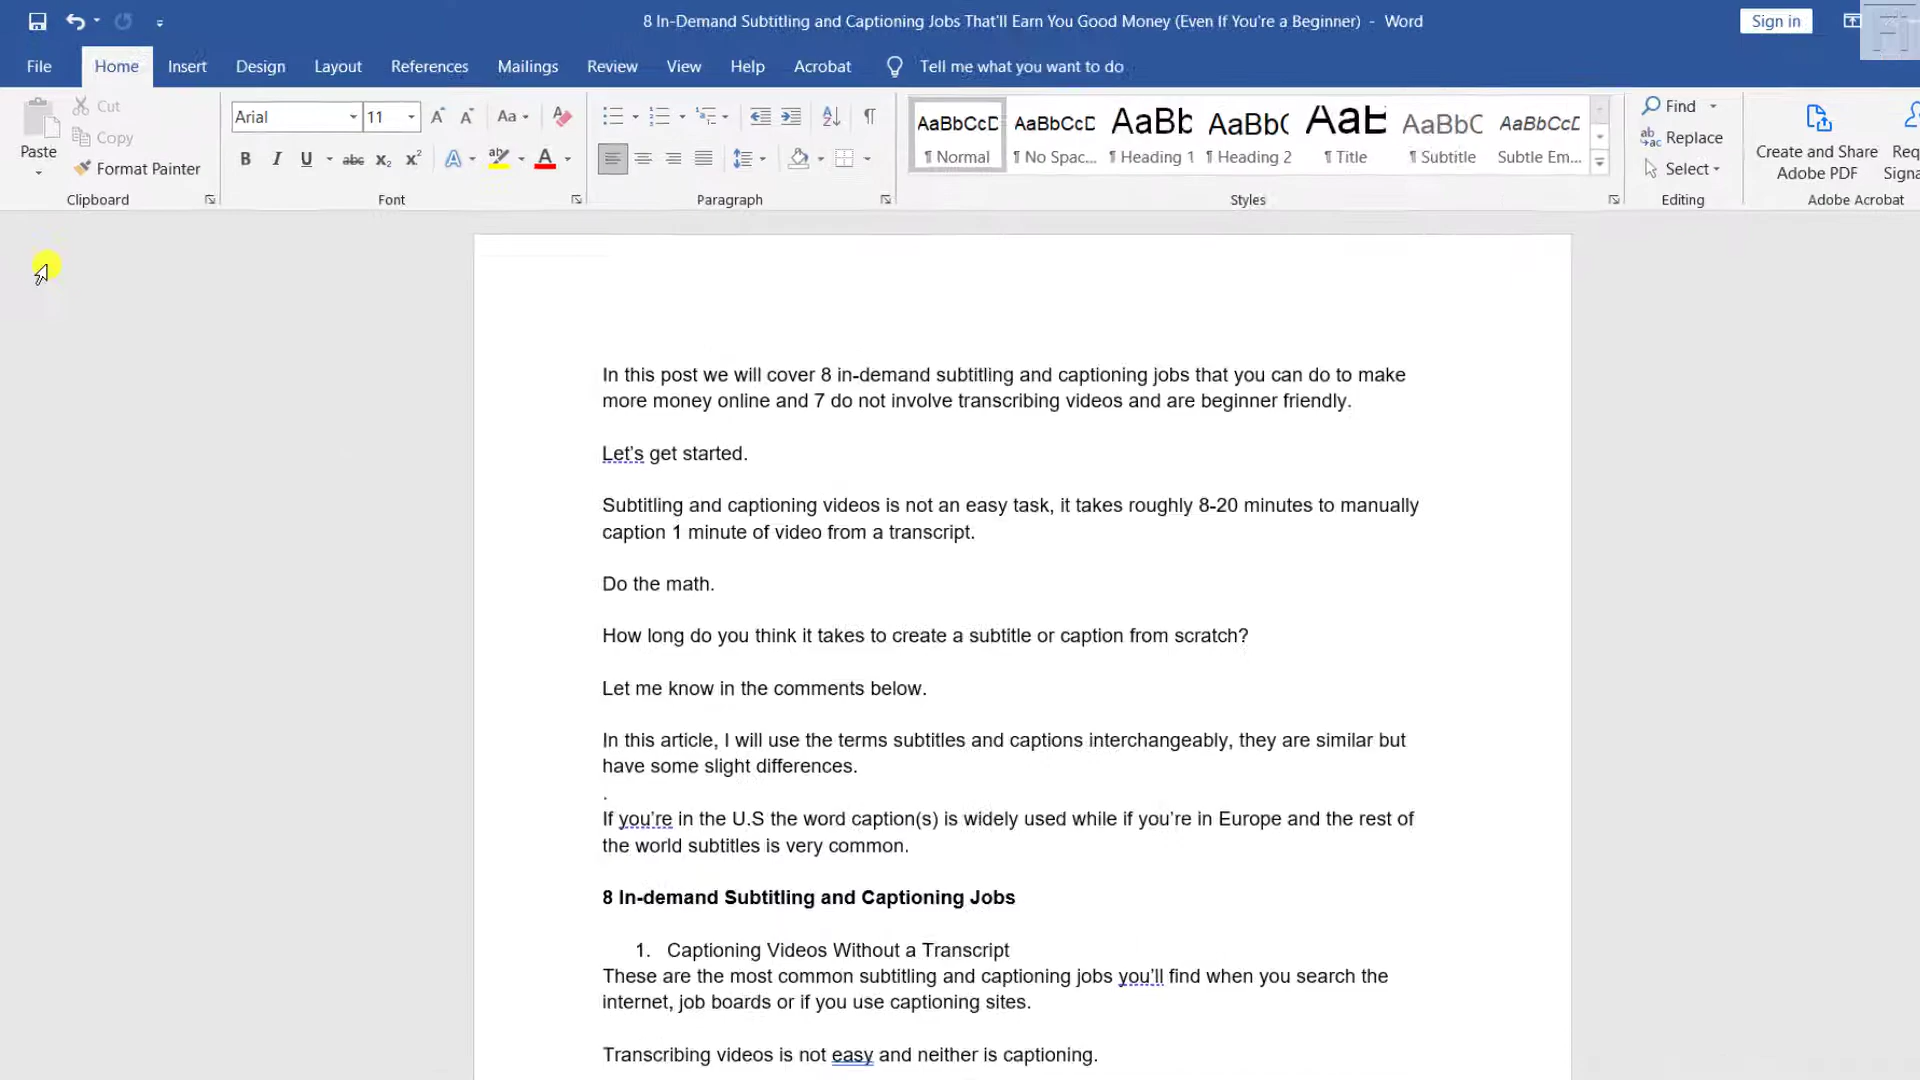 8 In-Demand Subtitling and Captioning Jobs That'll Earn You Good Money (Even If You're a Beginner) - Word
Sign in
File Home Insert Design Layout References Mailings Review View Help Acrobat Tell me what you want to do
Paste
Cut
Copy
Format Painter
Clipboard
Arial 11
Font
Paragraph
AaBbCcD AaBbCcD AaBb AaBb( AaB AaBbC AaBbCcD
¶ Normal ¶ No Spac... ¶ Heading 1 ¶ Heading 2 ¶ Title ¶ Subtitle Subtle Em...
Styles
Find
Replace
Select
Editing
Create and Share
Adobe PDF
Adobe Acrobat
In this post we will cover 8 in-demand subtitling and captioning jobs that you can do to make
more money online and 7 do not involve transcribing videos and are beginner friendly.
Let's get started.
Subtitling and captioning videos is not an easy task, it takes roughly 8-20 minutes to manually
caption 1 minute of video from a transcript.
Do the math.
How long do you think it takes to create a subtitle or caption from scratch?
Let me know in the comments below.
In this article, I will use the terms subtitles and captions interchangeably, they are similar but
have some slight differences.
.
If you're in the U.S the word caption(s) is widely used while if you're in Europe and the rest of
the world subtitles is very common.
8 In-demand Subtitling and Captioning Jobs
1. Captioning Videos Without a Transcript
These are the most common subtitling and captioning jobs you'll find when you search the
internet, job boards or if you use captioning sites.
Transcribing videos is not easy and neither is captioning.